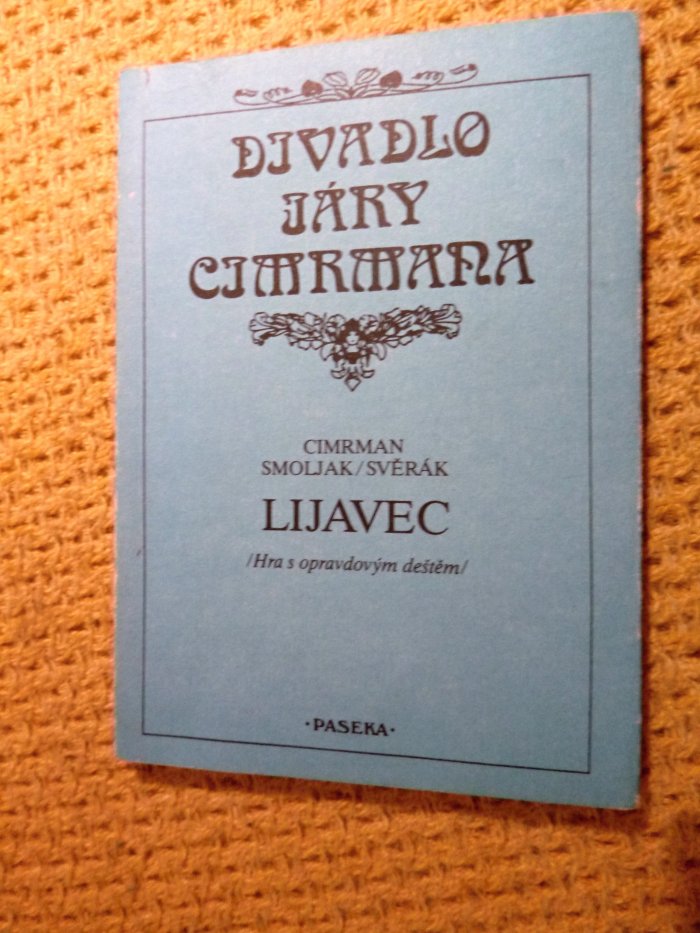 DIVADLO
JÁRY
CIMRMANA
CIMRMAN
SMOLJAK/SVĚRÁK
LIJAVEC
/Hra s opravdovým deštěm/
·PASEKA·